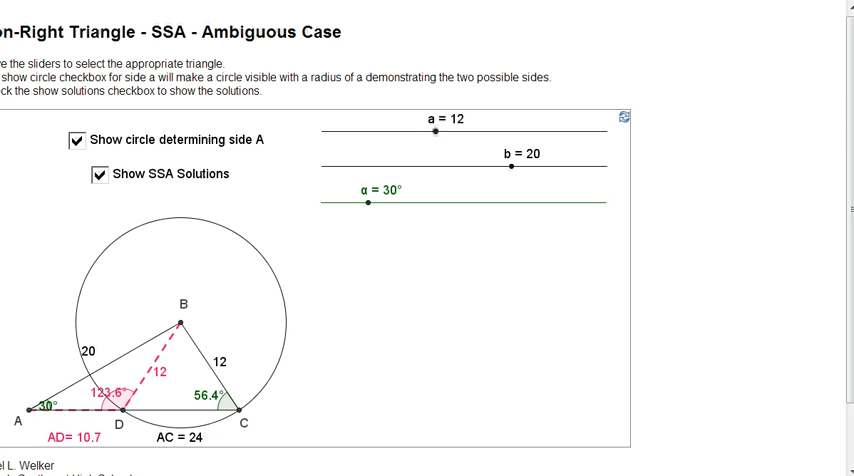 on-Right Triangle - SSA - Ambiguous Case
e the sliders to select the appropriate triangle.
show circle checkbox for side a will make a circle visible with a radius of a demonstrating the two possible sides.
ck the show solutions checkbox to show the solutions.
Show circle determining side A
Show SSA Solutions
a = 12
b = 20
α = 30°
B
20
12
12
123.6°
56.4°
30°
A
D
C
AD= 10.7
AC = 24
el L. Welker